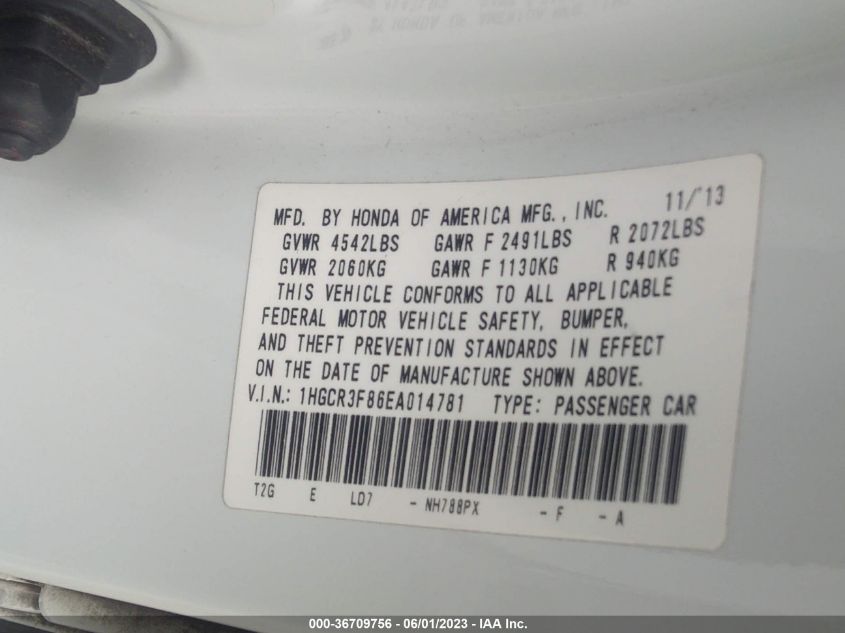 MFD. BY HONDA OF AMERICA MFG., INC. 11/'13
GVWR 4542LBS GAWR F 2491LBS R 2072LBS
GVWR 2060KG GAWR F 1130KG R 940KG
THIS VEHICLE CONFORMS TO ALL APPLICABLE
FEDERAL MOTOR VEHICLE SAFETY, BUMPER,
AND THEFT PREVENTION STANDARDS IN EFFECT
ON THE DATE OF MANUFACTURE SHOWN ABOVE.
V.I.N.: 1HGCR3F86EA014781 TYPE: PASSENGER CAR
T2G E LD7 - NH788PX - F - A
000-36709756 - 06/01/2023 - IAA Inc.